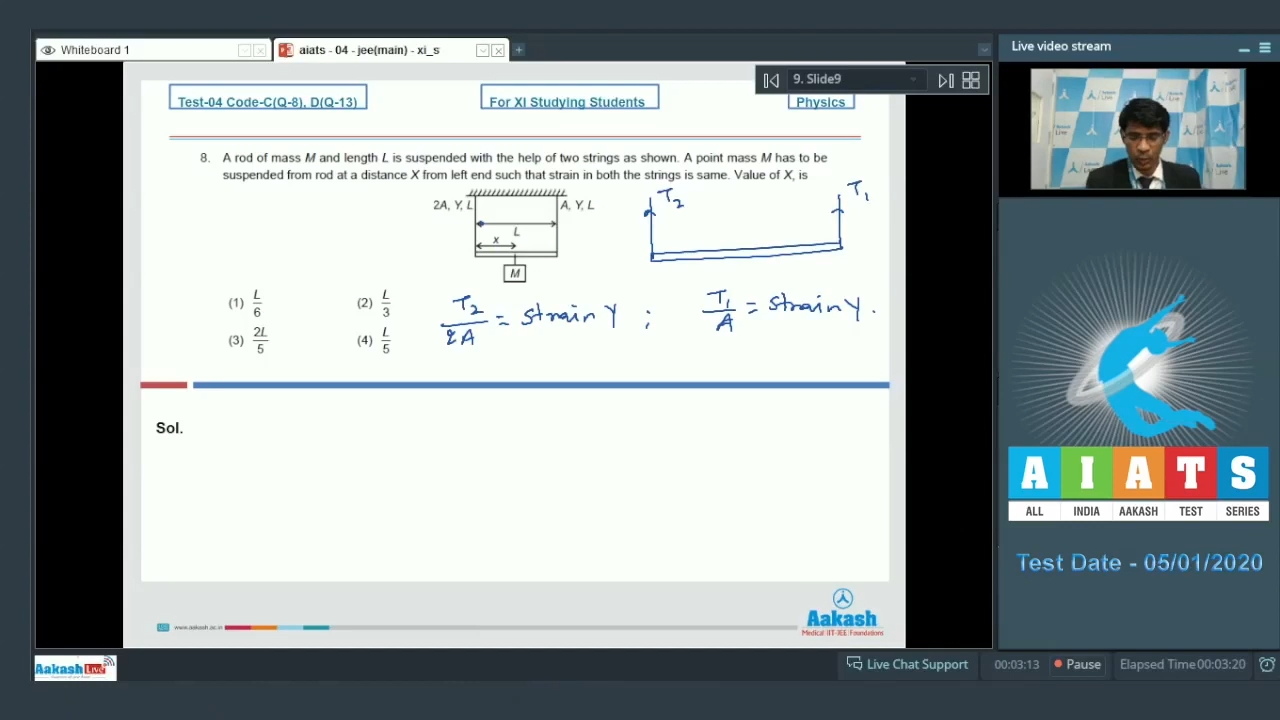 Whiteboard 1
aiats - 04 - jee(main) - xi_s
Live video stream
9. Slide9
Test-04 Code-C(Q-8), D(Q-13)
For XI Studying Students
Physics
8. A rod of mass M and length L is suspended with the help of two strings as shown. A point mass M has to be
suspended from rod at a distance X from left end such that strain in both the strings is same. Value of X, is
2A, Y, L
A, Y, L
L
x
M
T₂
T₁
(1) L/6
(2) L/3
(3) 2L/5
(4) L/5
T₂/2A = Strain Y ;
T₁/A = Strain Y .
Sol.
www.aakash.ac.in
Aakash
Medical|IIT-JEE|Foundations
A I A T S
ALL INDIA AAKASH TEST SERIES
Test Date - 05/01/2020
Aakash Live
Live Chat Support
00:03:13
Pause
Elapsed Time 00:03:20